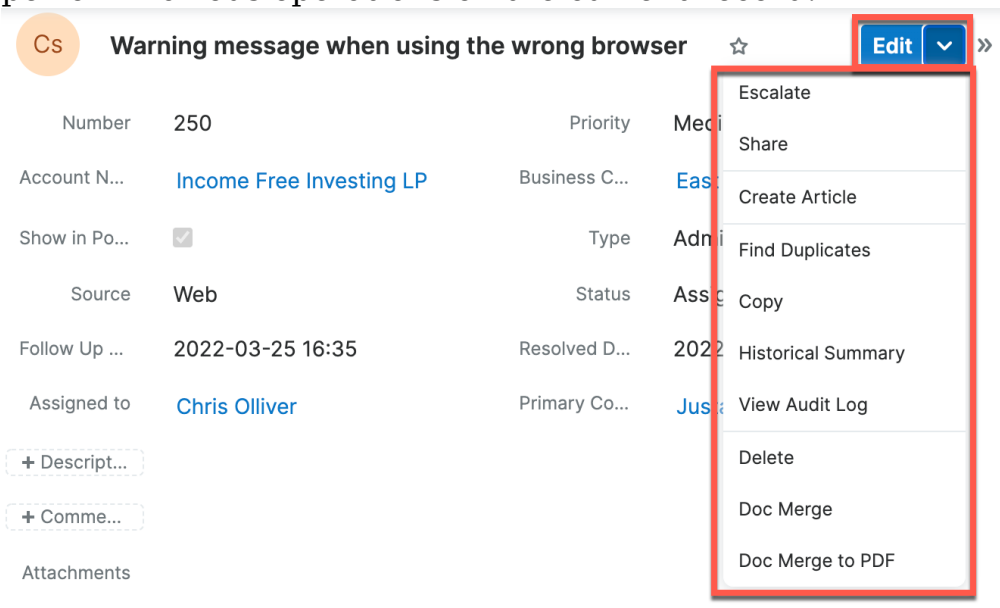 Cs
Warning message when using the wrong browser
Edit
Number 250 Priority
Account N... Income Free Investing LP Business C...
Show in Po... Type
Source Web Status
Follow Up ... 2022-03-25 16:35 Resolved D... 2022
Assigned to Chris Olliver Primary Co...
+ Descript...
+ Comme...
Attachments
Escalate
Share
Create Article
Find Duplicates
Copy
Historical Summary
View Audit Log
Delete
Doc Merge
Doc Merge to PDF